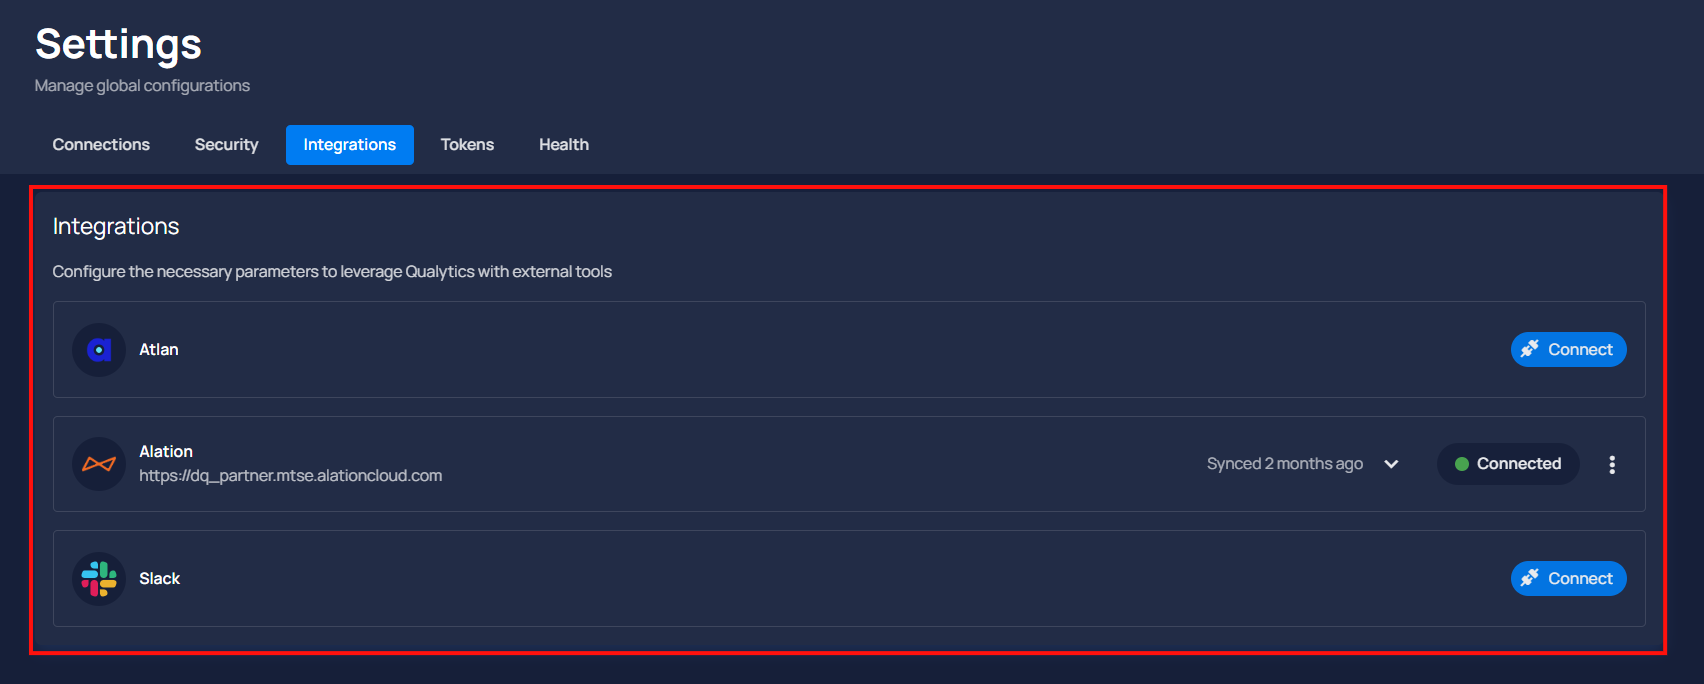 Settings
Manage global configurations
Connections Security Integrations Tokens Health
Integrations
Configure the necessary parameters to leverage Qualytics with external tools
Atlan Connect
Alation
https://dq_partner.mtse.alationcloud.com
Synced 2 months ago Connected
Slack Connect